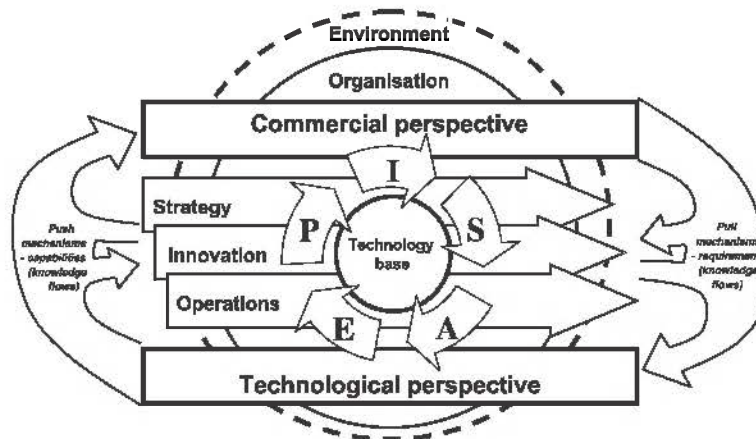 Environment
Organisation
Commercial perspective
I
Strategy
P
S
Push
mechanisms
- capabilities
(knowledge
flows)
Innovation
Technology
base
Pull
mechanisms
- requirements
(knowledge
flows)
Operations
E
A
Technological perspective